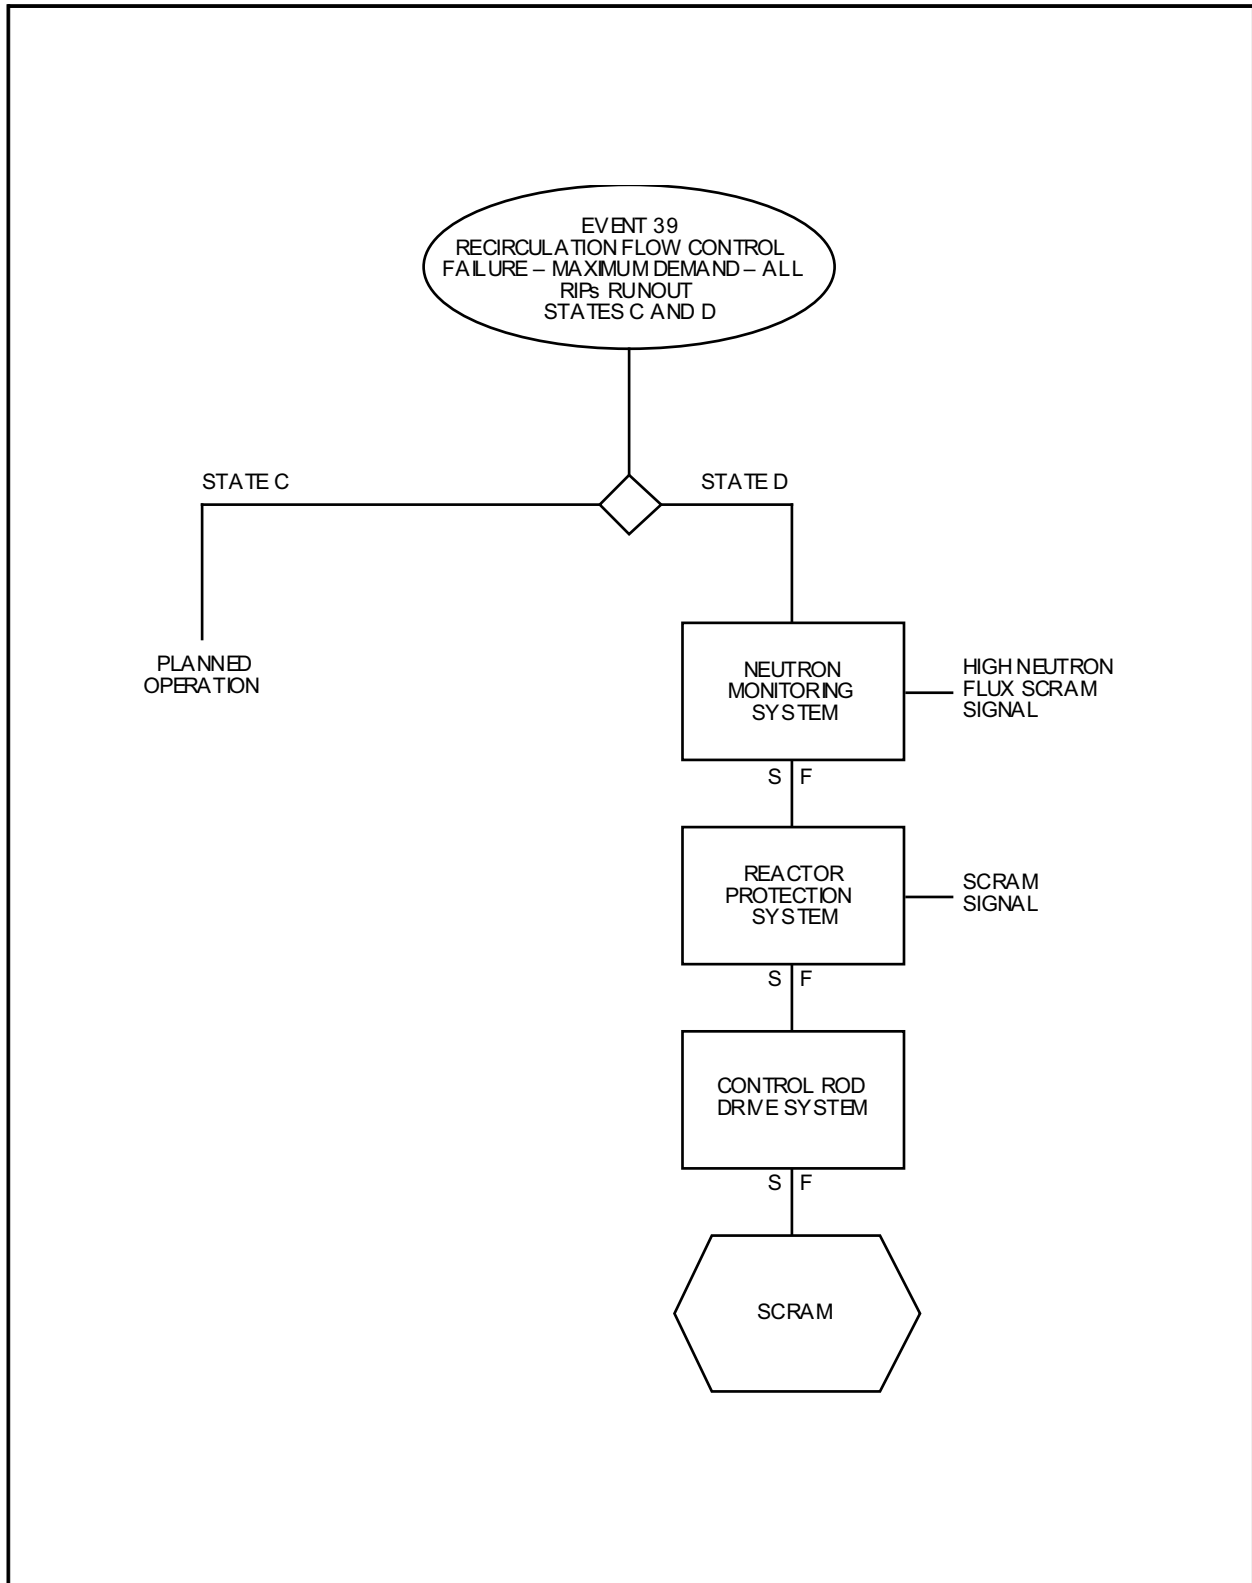 EVENT 39
RECIRCULATION FLOW CONTROL
FAILURE – MAXIMUM DEMAND – ALL
RIPs RUNOUT
STATES C AND D
STATE C
STATE D
PLANNED
OPERATION
NEUTRON
MONITORING
SYSTEM
HIGH NEUTRON
FLUX SCRAM
SIGNAL
S F
REACTOR
PROTECTION
SYSTEM
SCRAM
SIGNAL
S F
CONTROL ROD
DRIVE SYSTEM
S F
SCRAM